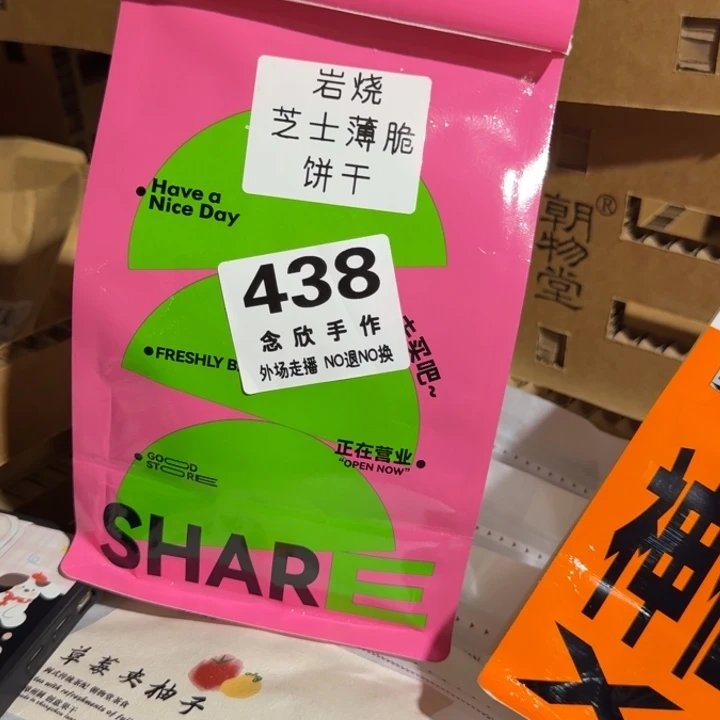 岩烧
芝士薄脆
饼干
Have a
Nice Day
438
念欣手作
外场走播 NO退NO换
FRESHLY B
GOOD
STORE
正在营业
"OPEN NOW"
SHARE
朝物堂®
神
草莓夹柚子